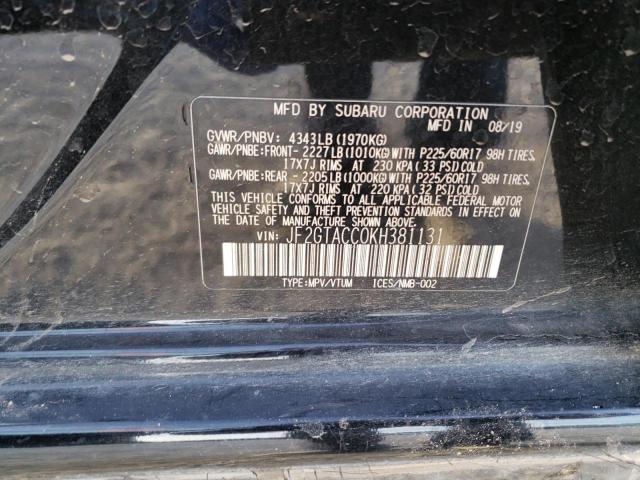 MFD BY SUBARU CORPORATION
MFD IN 08/19
GVWR/PNBV: 4343LB (1970KG)
GAWR/PNBE:FRONT- 2227LB (1010KG) WITH P225/60R17 98H TIRES,
17X7J RIMS AT 230 KPA (33 PSI) COLD
GAWR/PNBE:REAR - 2205LB (1000KG) WITH P225/60R17 98H TIRES,
17X7J RIMS AT 220 KPA (32 PSI) COLD
THIS VEHICLE CONFORMS TO ALL APPLICABLE FEDERAL MOTOR
VEHICLE SAFETY AND THEFT PREVENTION STANDARDS IN EFFECT ON
THE DATE OF MANUFACTURE SHOWN ABOVE.
VIN: JF2GTACC0KH381131
TYPE:MPV/VTUM ICES/NMB-002